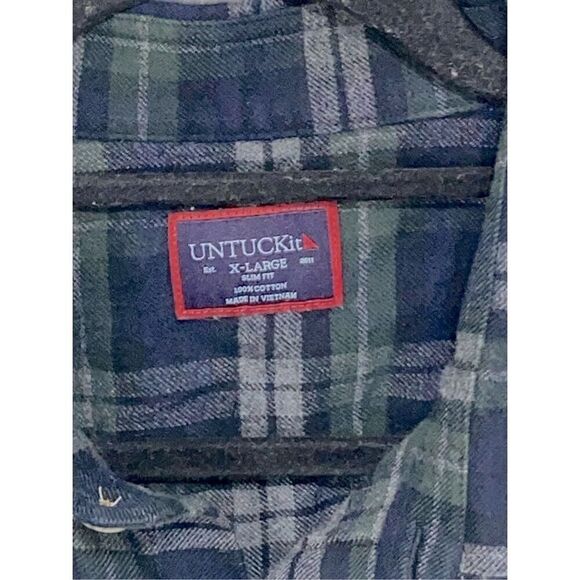 UNTUCKit
Est. X-LARGE 2011
SLIM FIT
100% COTTON
MADE IN VIETNAM